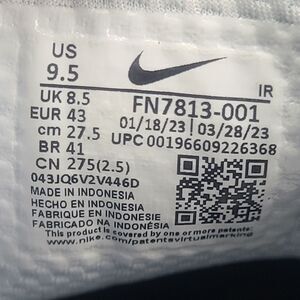 US
9.5
IR
UK 8.5
EUR 43
cm 27.5
BR 41
CN 275(2.5)
FN7813-001
01/18/23 | 03/28/23
UPC 00196609226368
043JQ6V2V446D
MADE IN INDONESIA
HECHO EN INDONESIA
FABRIQUE EN INDONESIE
FABRICADO NA INDONÉSIA
This product is covered by one or more patents. See
www.nike.com/patentsvirtualmarking